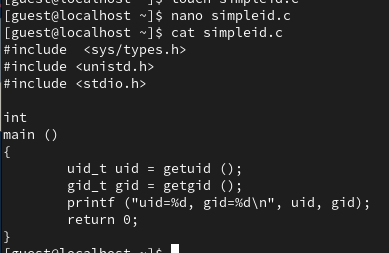 [guest@localhost ~]$ touch simpleid.c
[guest@localhost ~]$ nano simpleid.c
[guest@localhost ~]$ cat simpleid.c
#include  <sys/types.h>
#include <unistd.h>
#include <stdio.h>
int
main ()
{
        uid_t uid = getuid ();
        gid_t gid = getgid ();
        printf ("uid=%d, gid=%d\n", uid, gid);
        return 0;
}
[guest@localhost ~]$